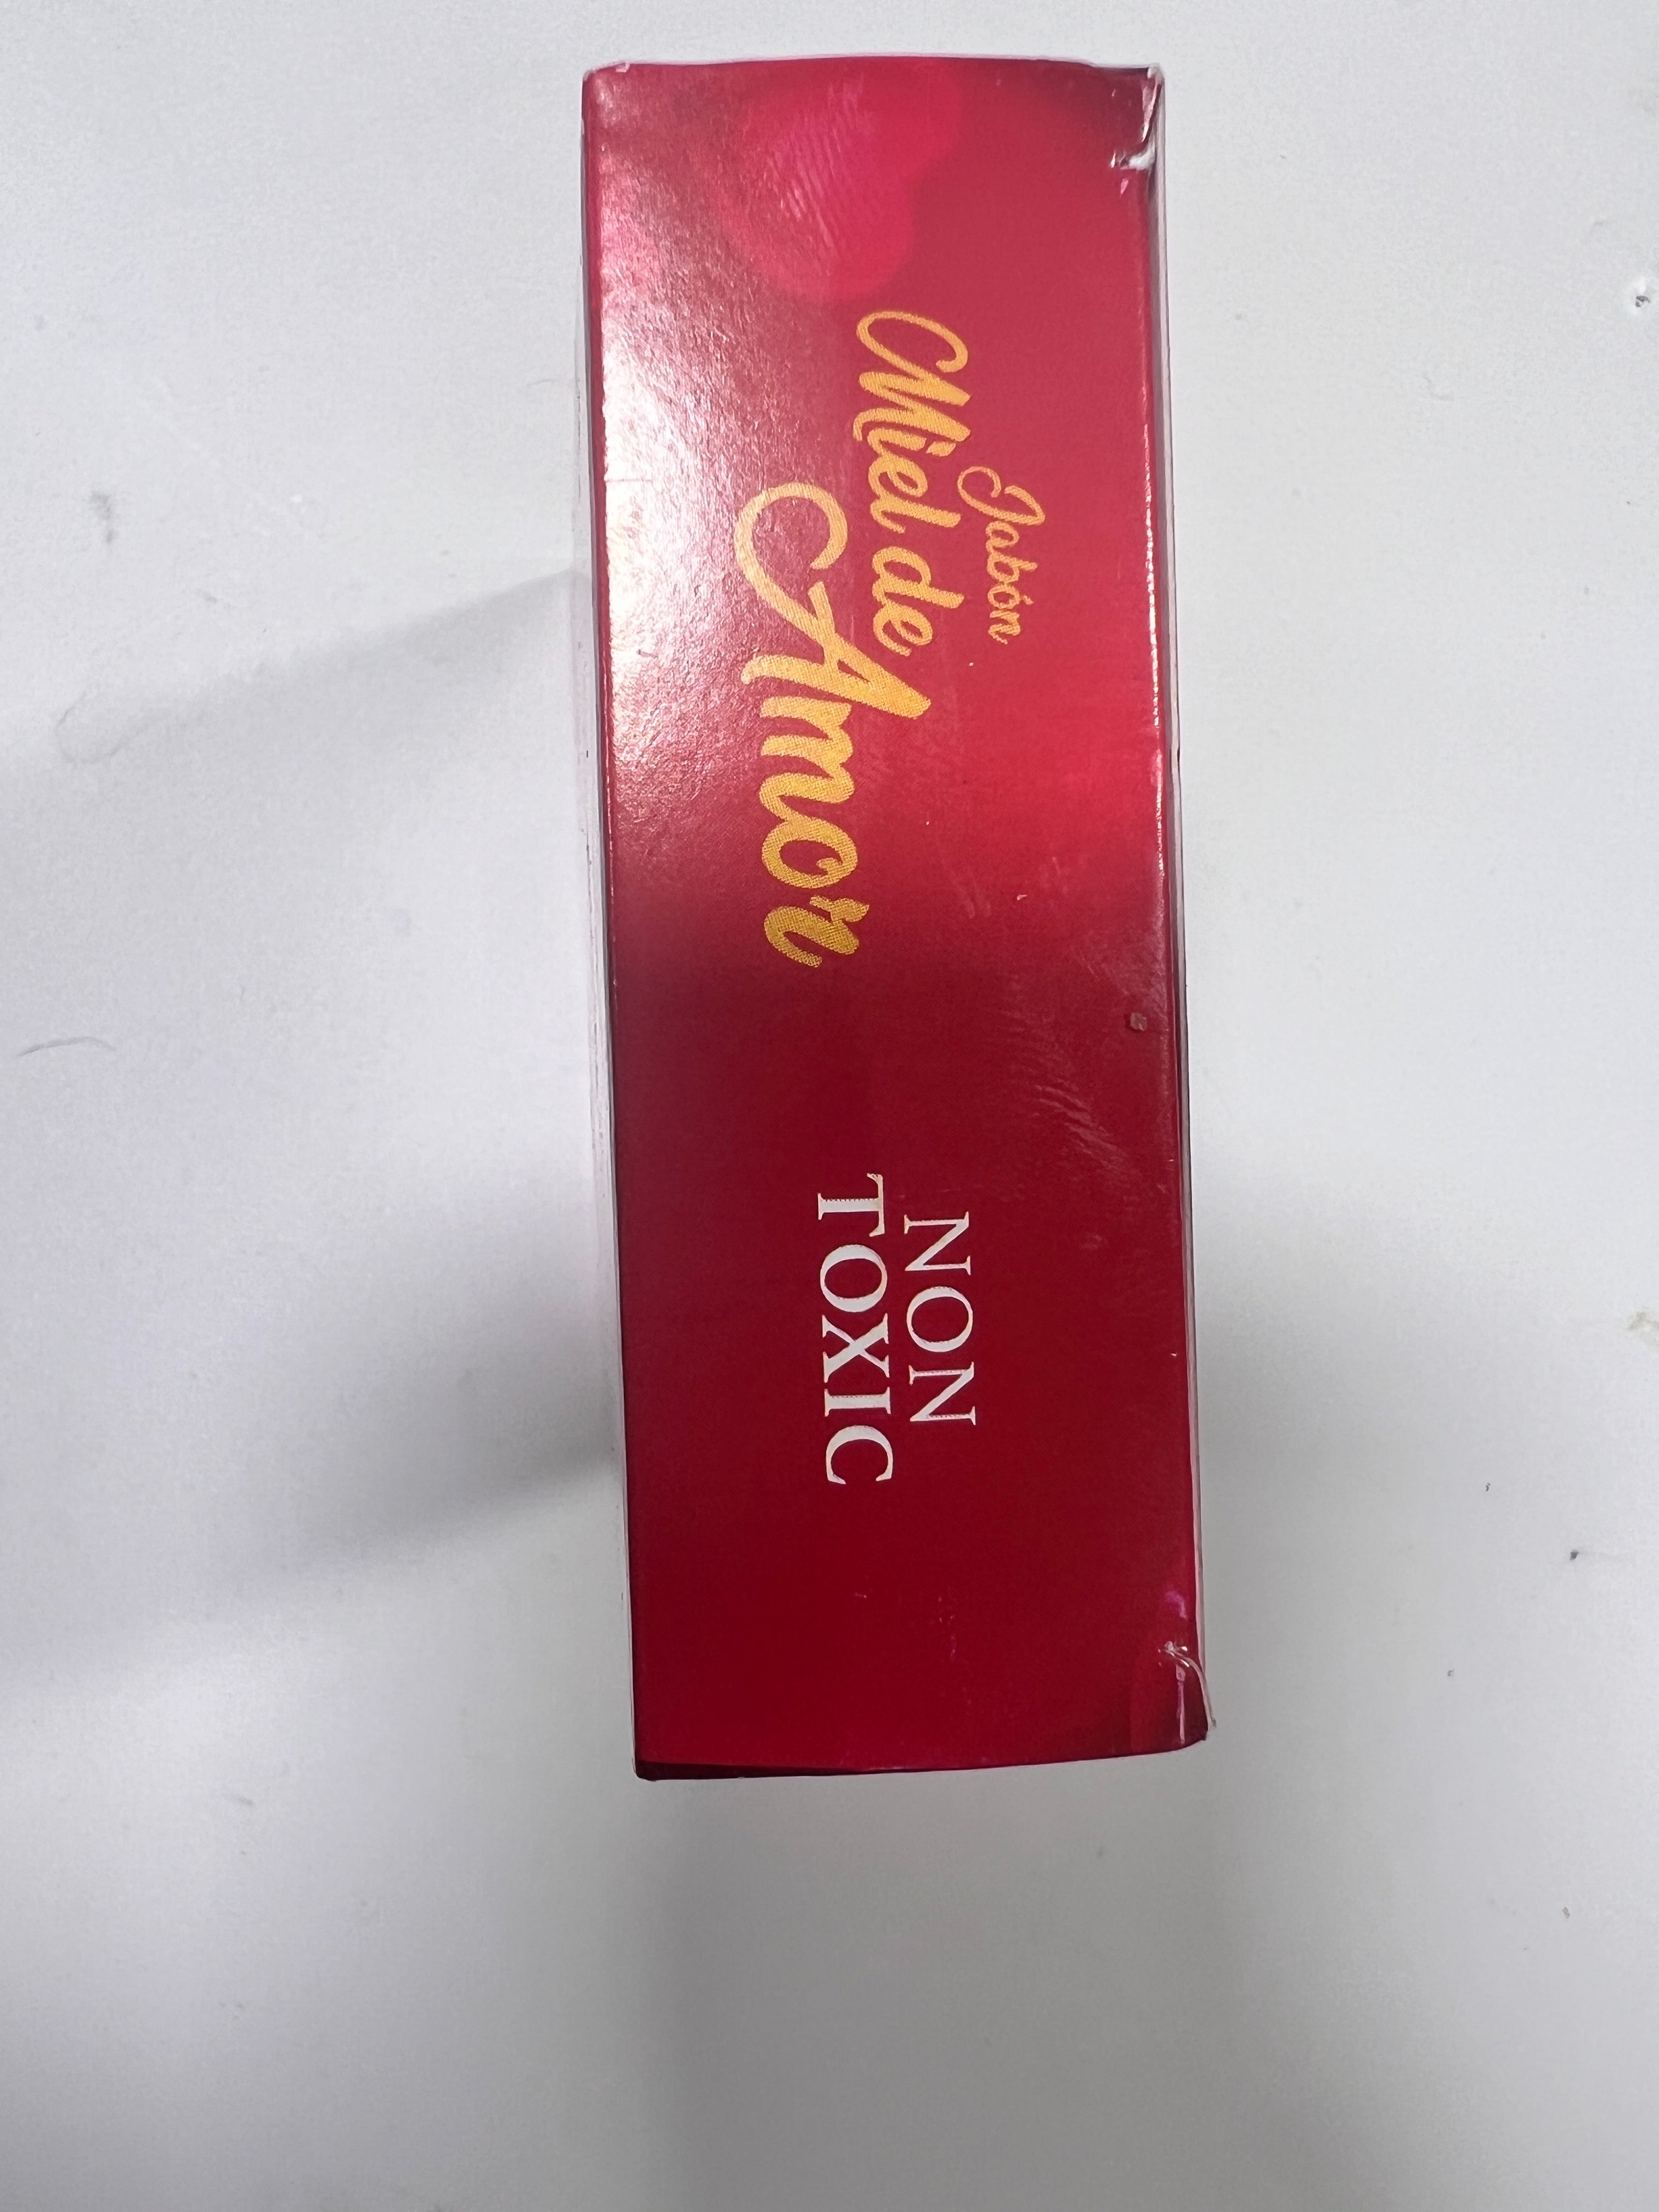 Jabón
Miel de
Amor
NON
TOXIC